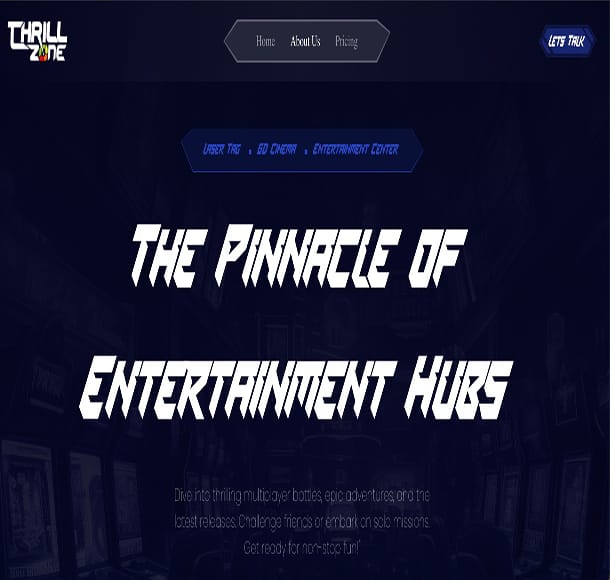 THRILL
ZONE
Home About Us Pricing
LETS TALK
LASER TAG 6D CINEMA ENTERTAINMENT CENTER
THE PINNACLE OF
ENTERTAINMENT HUBS
Dive into thrilling multiplayer battles, epic adventures, and the
latest releases. Challenge friends or embark on solo missions.
Get ready for non-stop fun!"